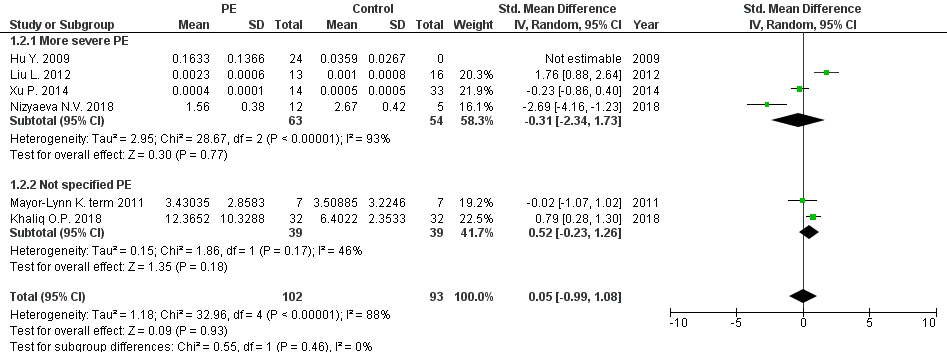 PE Control Std. Mean Difference Std. Mean Difference
Study or Subgroup Mean SD Total Mean SD Total Weight IV, Random, 95% CI Year IV, Random, 95% CI
1.2.1 More severe PE
Hu Y. 2009 0.1633 0.1366 24 0.0359 0.0267 0 Not estimable 2009
Liu L. 2012 0.0023 0.0006 13 0.001 0.0008 16 20.3% 1.76 [0.88, 2.64] 2012
Xu P. 2014 0.0004 0.0001 14 0.0005 0.0005 33 21.9% -0.23 [-0.86, 0.40] 2014
Nizyaeva N.V. 2018 1.56 0.38 12 2.67 0.42 5 16.1% -2.69 [-4.16, -1.23] 2018
Subtotal (95% CI) 63 54 58.3% -0.31 [-2.34, 1.73]
Heterogeneity: Tau² = 2.95; Chi² = 28.67, df = 2 (P < 0.00001); I² = 93%
Test for overall effect: Z = 0.30 (P = 0.77)
1.2.2 Not specified PE
Mayor-Lynn K. term 2011 3.43035 2.8583 7 3.50885 3.2246 7 19.2% -0.02 [-1.07, 1.02] 2011
Khaliq O.P. 2018 12.3652 10.3288 32 6.4022 2.3533 32 22.5% 0.79 [0.28, 1.30] 2018
Subtotal (95% CI) 39 39 41.7% 0.52 [-0.23, 1.26]
Heterogeneity: Tau² = 0.15; Chi² = 1.86, df = 1 (P = 0.17); I² = 46%
Test for overall effect: Z = 1.35 (P = 0.18)
Total (95% CI) 102 93 100.0% 0.05 [-0.99, 1.08]
Heterogeneity: Tau² = 1.18; Chi² = 32.96, df = 4 (P < 0.00001); I² = 88%
Test for overall effect: Z = 0.09 (P = 0.93)
Test for subgroup differences: Chi² = 0.55, df = 1 (P = 0.46), I² = 0%
-10 -5 0 5 10